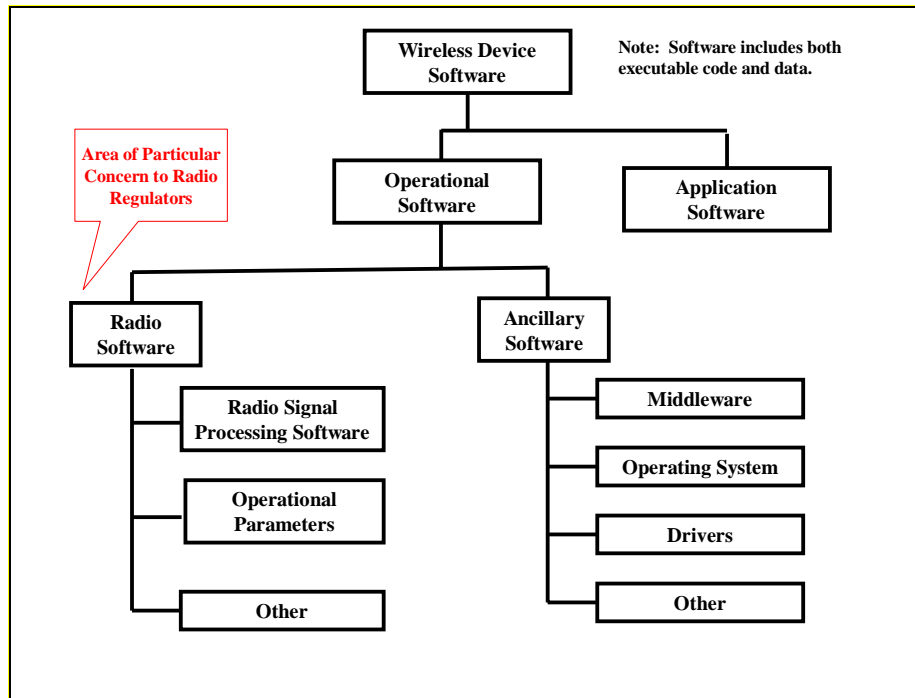 Wireless Device
Software
Note: Software includes both
executable code and data.
Area of Particular
Concern to Radio
Regulators
Operational
Software
Application
Software
Radio
Software
Ancillary
Software
Radio Signal
Processing Software
Operational
Parameters
Other
Middleware
Operating System
Drivers
Other